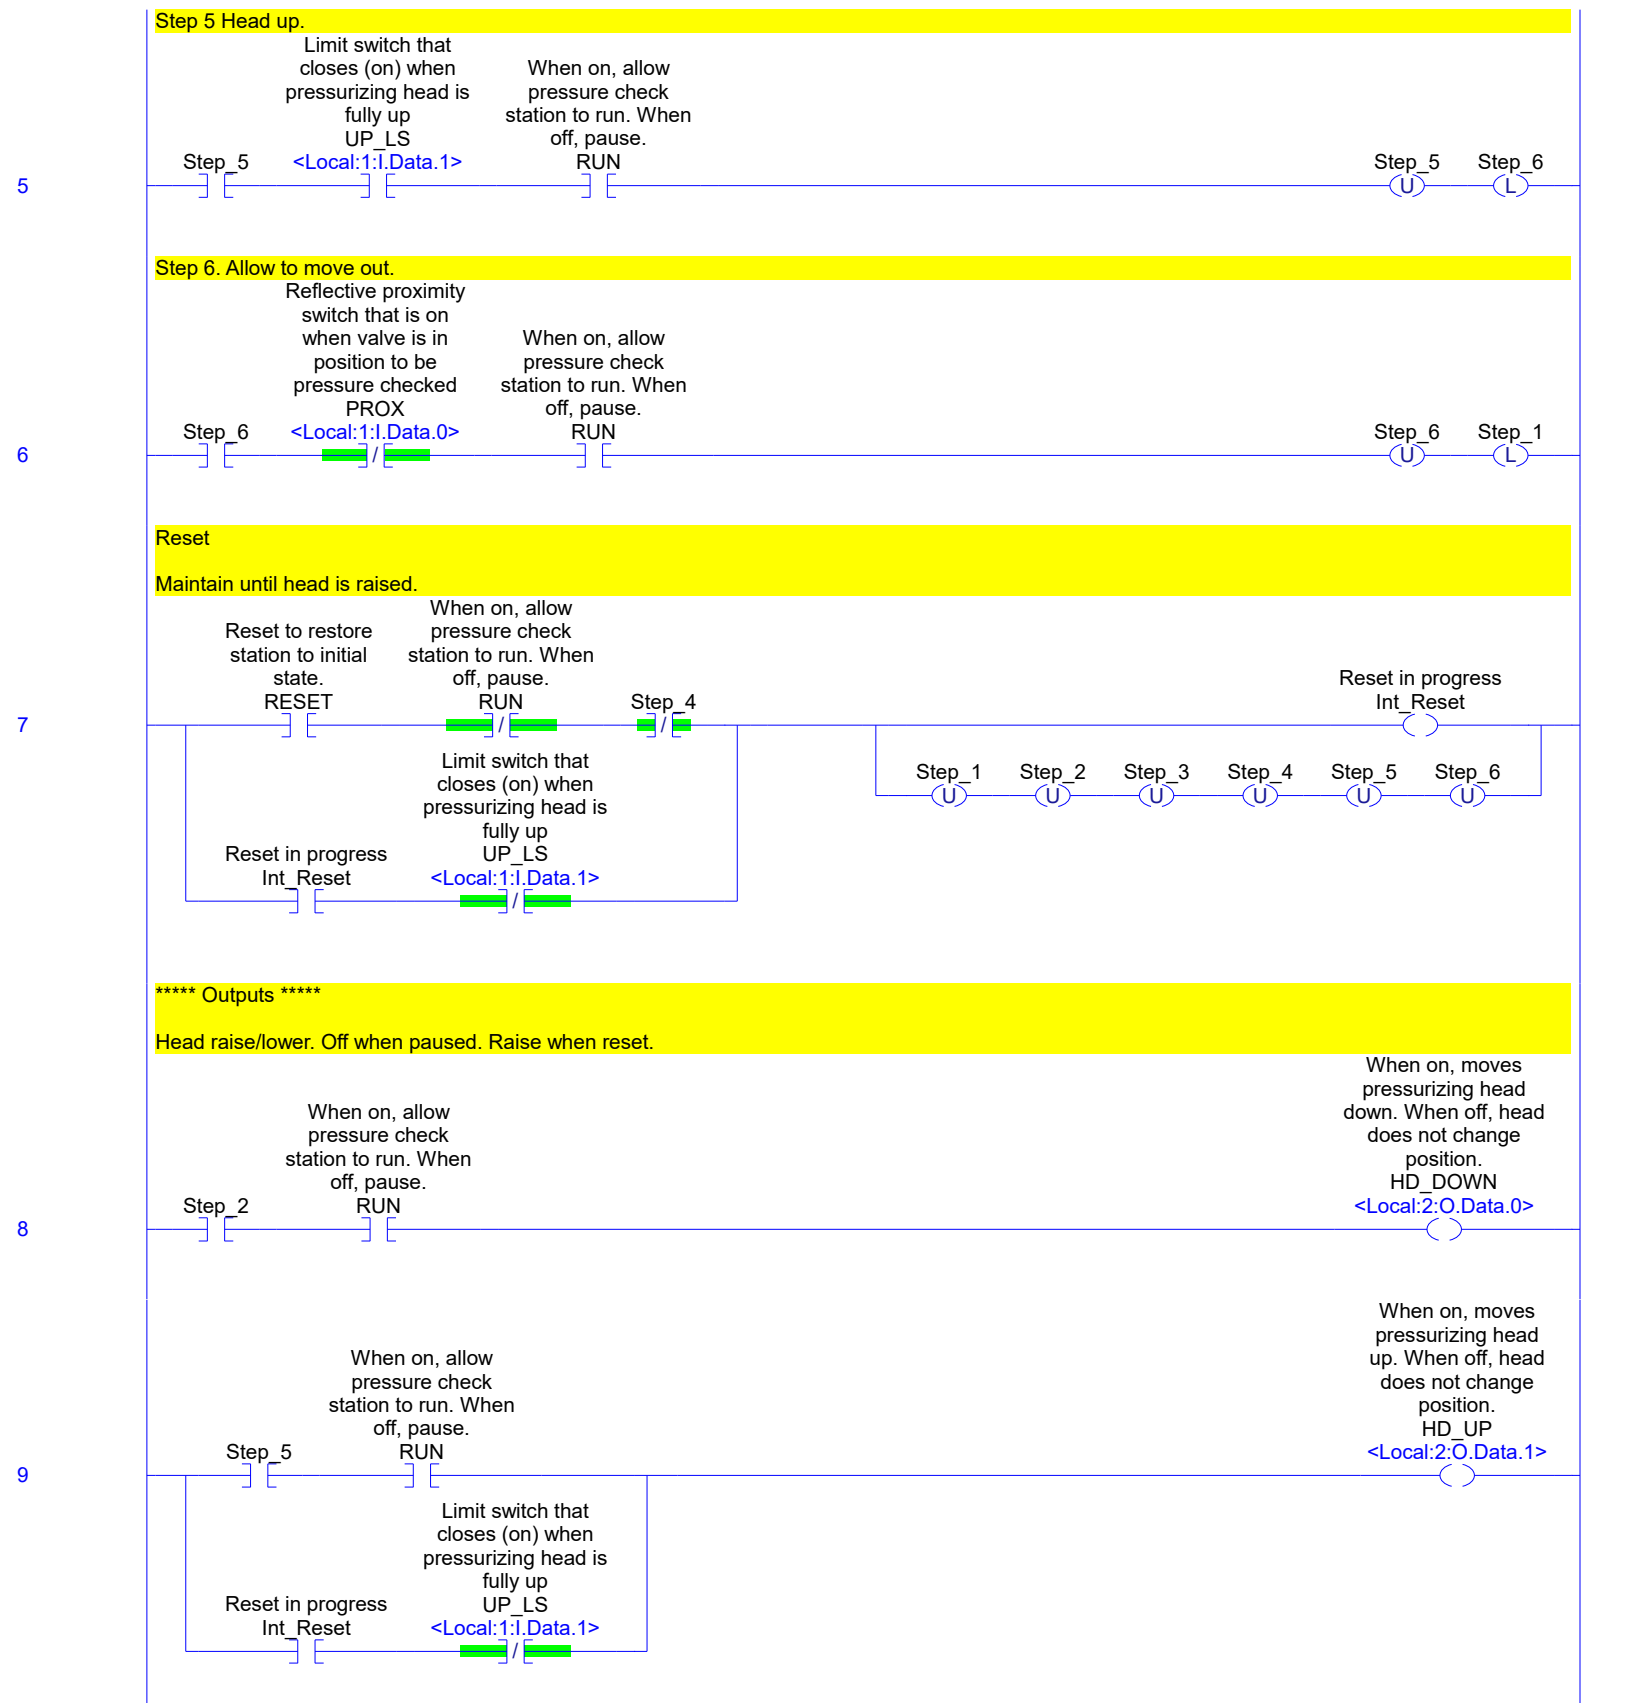 Step 5 Head up.
Limit switch that
closes (on) when
pressurizing head is
fully up
UP_LS
<Local:1:I.Data.1>
When on, allow
pressure check
station to run. When
off, pause.
RUN
Step_5
Step_5
Step_6
U
L
5
Step 6. Allow to move out.
Reflective proximity
switch that is on
when valve is in
position to be
pressure checked
PROX
<Local:1:I.Data.0>
When on, allow
pressure check
station to run. When
off, pause.
RUN
Step_6
Step_6
Step_1
/
U
L
6
Reset
Maintain until head is raised.
Reset to restore
station to initial
state.
RESET
When on, allow
pressure check
station to run. When
off, pause.
RUN
Step_4
Reset in progress
Int_Reset
/
/
7
Step_1
Step_2
Step_3
Step_4
Step_5
Step_6
U
U
U
U
U
U
Reset in progress
Int_Reset
Limit switch that
closes (on) when
pressurizing head is
fully up
UP_LS
<Local:1:I.Data.1>
/
***** Outputs *****
Head raise/lower. Off when paused. Raise when reset.
Step_2
When on, allow
pressure check
station to run. When
off, pause.
RUN
When on, moves
pressurizing head
down. When off, head
does not change
position.
HD_DOWN
<Local:2:O.Data.0>
8
Step_5
When on, allow
pressure check
station to run. When
off, pause.
RUN
When on, moves
pressurizing head
up. When off, head
does not change
position.
HD_UP
<Local:2:O.Data.1>
9
Reset in progress
Int_Reset
Limit switch that
closes (on) when
pressurizing head is
fully up
UP_LS
<Local:1:I.Data.1>
/